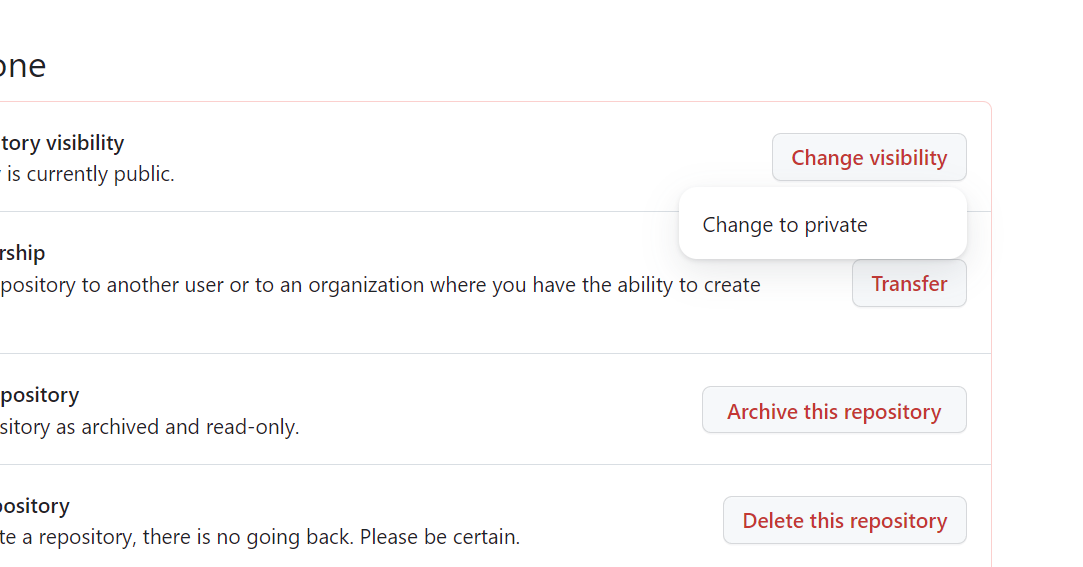 one
tory visibility
is currently public.
Change visibility
Change to private
rship
pository to another user or to an organization where you have the ability to create
Transfer
pository
sitory as archived and read-only.
Archive this repository
pository
te a repository, there is no going back. Please be certain.
Delete this repository